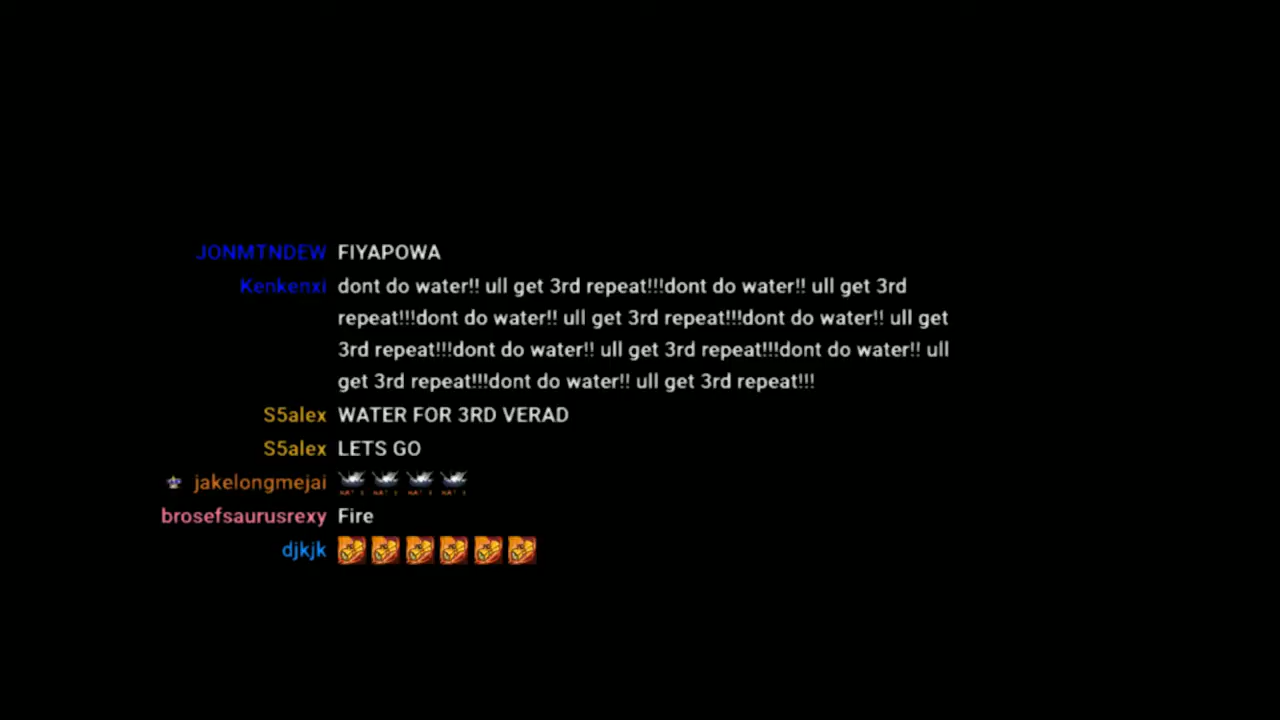 JONMTNDEW FIYAPOWA
Kenkenxi dont do water!! ull get 3rd repeat!!!dont do water!! ull get 3rd
repeat!!!dont do water!! ull get 3rd repeat!!!dont do water!! ull get
3rd repeat!!!dont do water!! ull get 3rd repeat!!!dont do water!! ull
get 3rd repeat!!!dont do water!! ull get 3rd repeat!!!
S5alex WATER FOR 3RD VERAD
S5alex LETS GO
jakelongmejai
brosefsaurusrexy Fire
djkjk